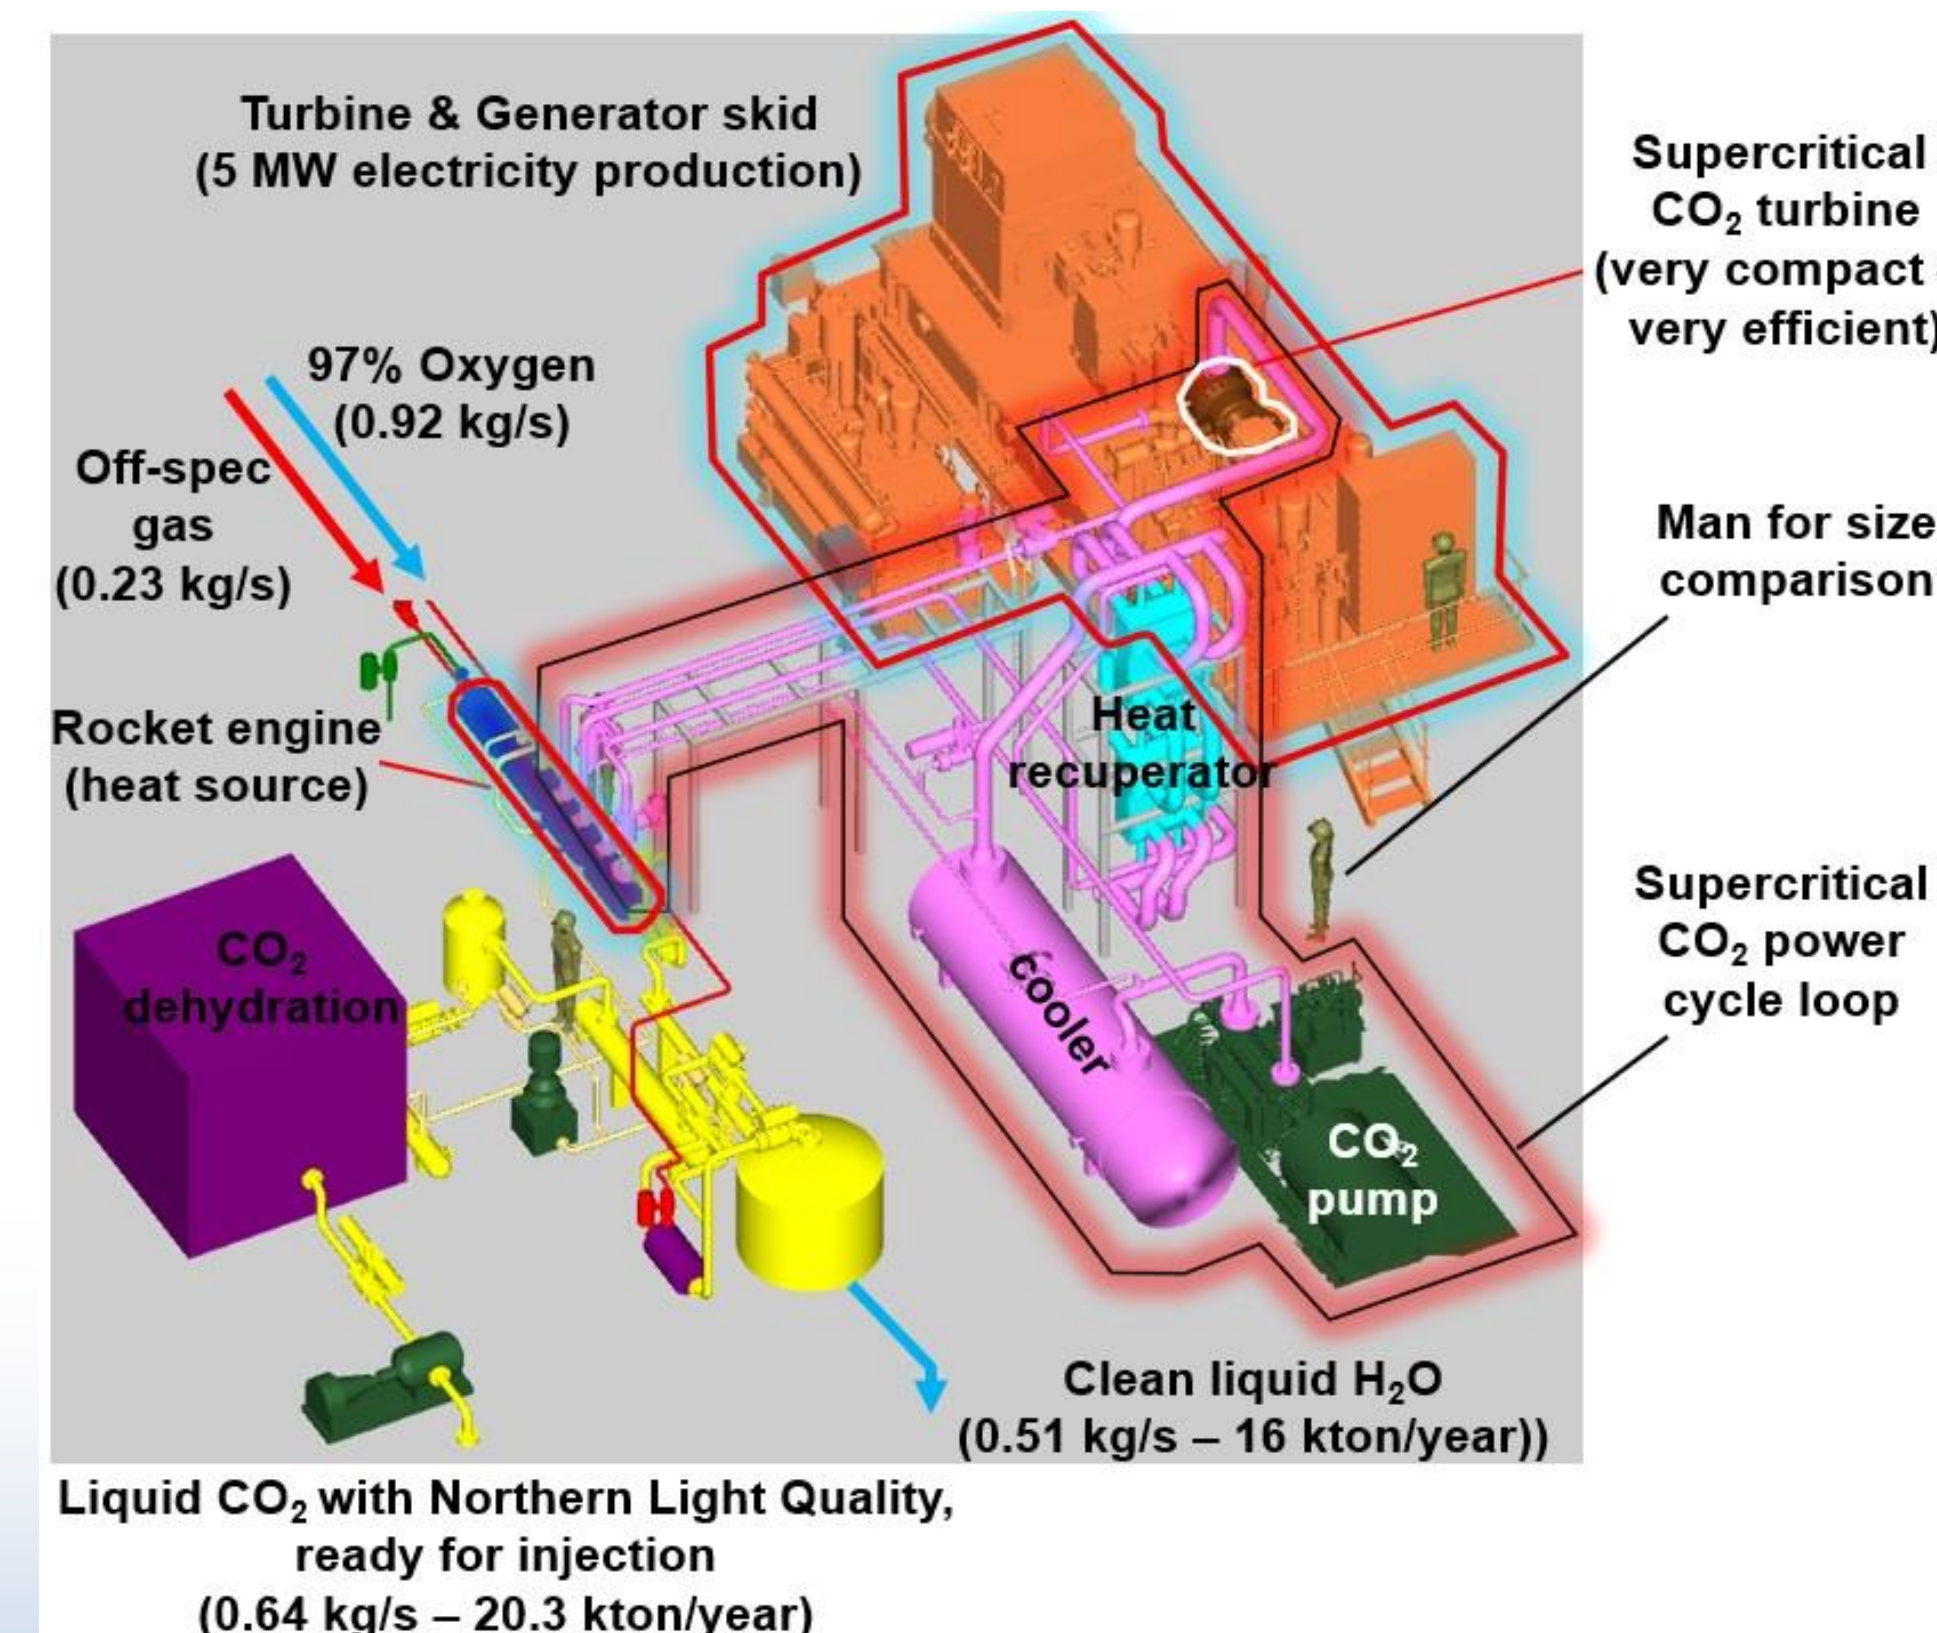 Turbine & Generator skid
(5 MW electricity production)
Supercritical
CO₂ turbine
(very compact
very efficient)
97% Oxygen
(0.92 kg/s)
Off-spec
gas
(0.23 kg/s)
Man for size
comparison
Rocket engine
(heat source)
Heat
recuperator
Supercritical
CO₂ power
cycle loop
CO₂
dehydration
cooler
CO₂
pump
Clean liquid H₂O
(0.51 kg/s – 16 kton/year))
Liquid CO₂ with Northern Light Quality,
ready for injection
(0.64 kg/s – 20.3 kton/year)